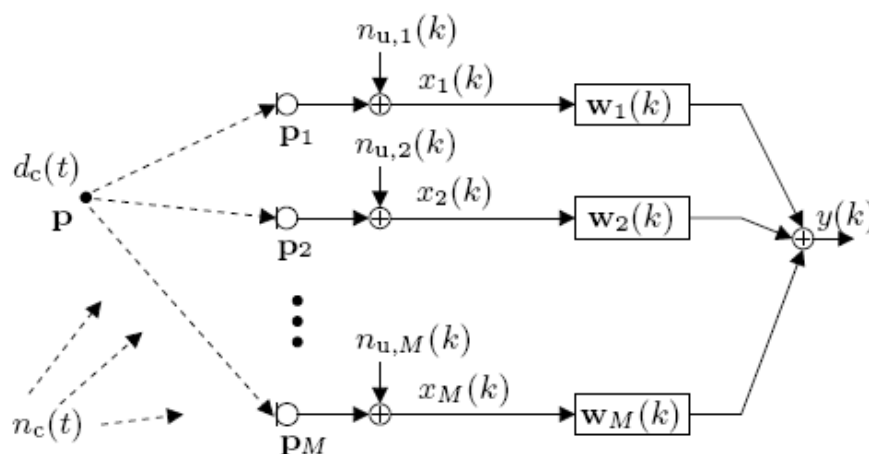 n_{u,1}(k)
x_1(k)
w_1(k)
p_1
n_{u,2}(k)
d_c(t)
x_2(k)
w_2(k)
p
p_2
y(k)
n_{u,M}(k)
x_M(k)
w_M(k)
n_c(t)
p_M